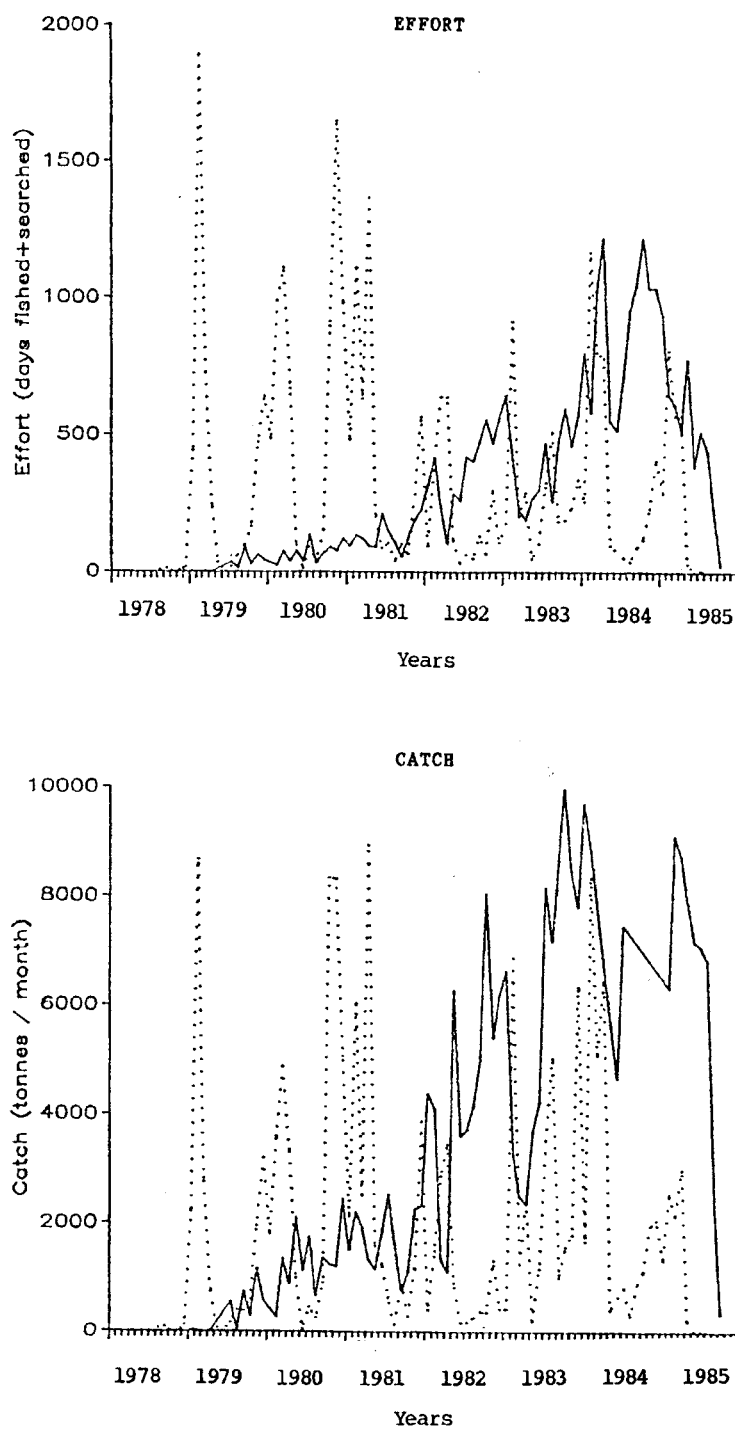 EFFORT
2000
1500
1000
500
0
Effort (days fished+searched)
1978 1979 1980 1981 1982 1983 1984 1985
Years
CATCH
10000
8000
6000
4000
2000
0
Catch (tonnes / month)
1978 1979 1980 1981 1982 1983 1984 1985
Years